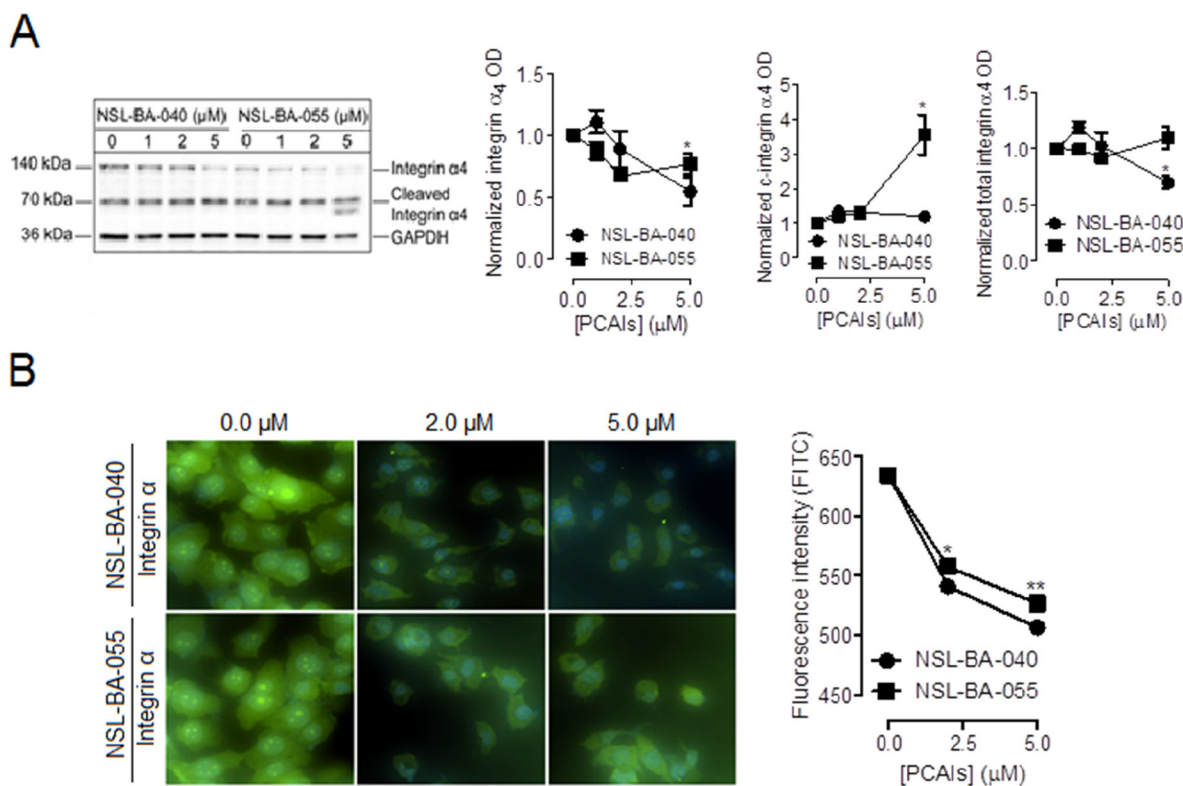 A
NSL-BA-040 (µM) NSL-BA-055 (µM)
0 1 2 5 0 1 2 5
140 kDa
70 kDa
36 kDa
Integrin α4
Cleaved
Integrin α4
GAPDH
Normalized integrin α4 OD
1.5
1.0
0.5
0.0
NSL-BA-040
NSL-BA-055
*
0.0 2.5 5.0
[PCAIs] (µM)
Normalized c-integrin α4 OD
5
4
3
2
1
0
*
NSL-BA-040
NSL-BA-055
0.0 2.5 5.0
[PCAIs] (µM)
Normalized total integrin α4 OD
1.5
1.0
0.5
0.0
*
NSL-BA-040
NSL-BA-055
0.0 2.5 5.0
[PCAIs] (µM)
B
0.0 µM 2.0 µM 5.0 µM
NSL-BA-040
Integrin α
NSL-BA-055
Integrin α
Fluorescence intensity (FITC)
650
600
550
500
450
*
**
NSL-BA-040
NSL-BA-055
0.0 2.5 5.0
[PCAIs] (µM)